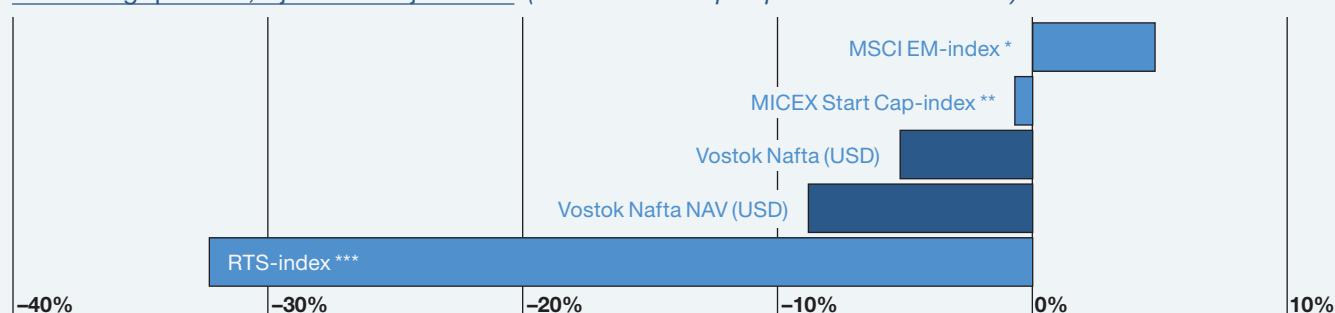 MSCI EM-index *
MICEX Start Cap-index **
Vostok Nafta (USD)
Vostok Nafta NAV (USD)
RTS-index ***
–40% –30% –20% –10% 0% 10%